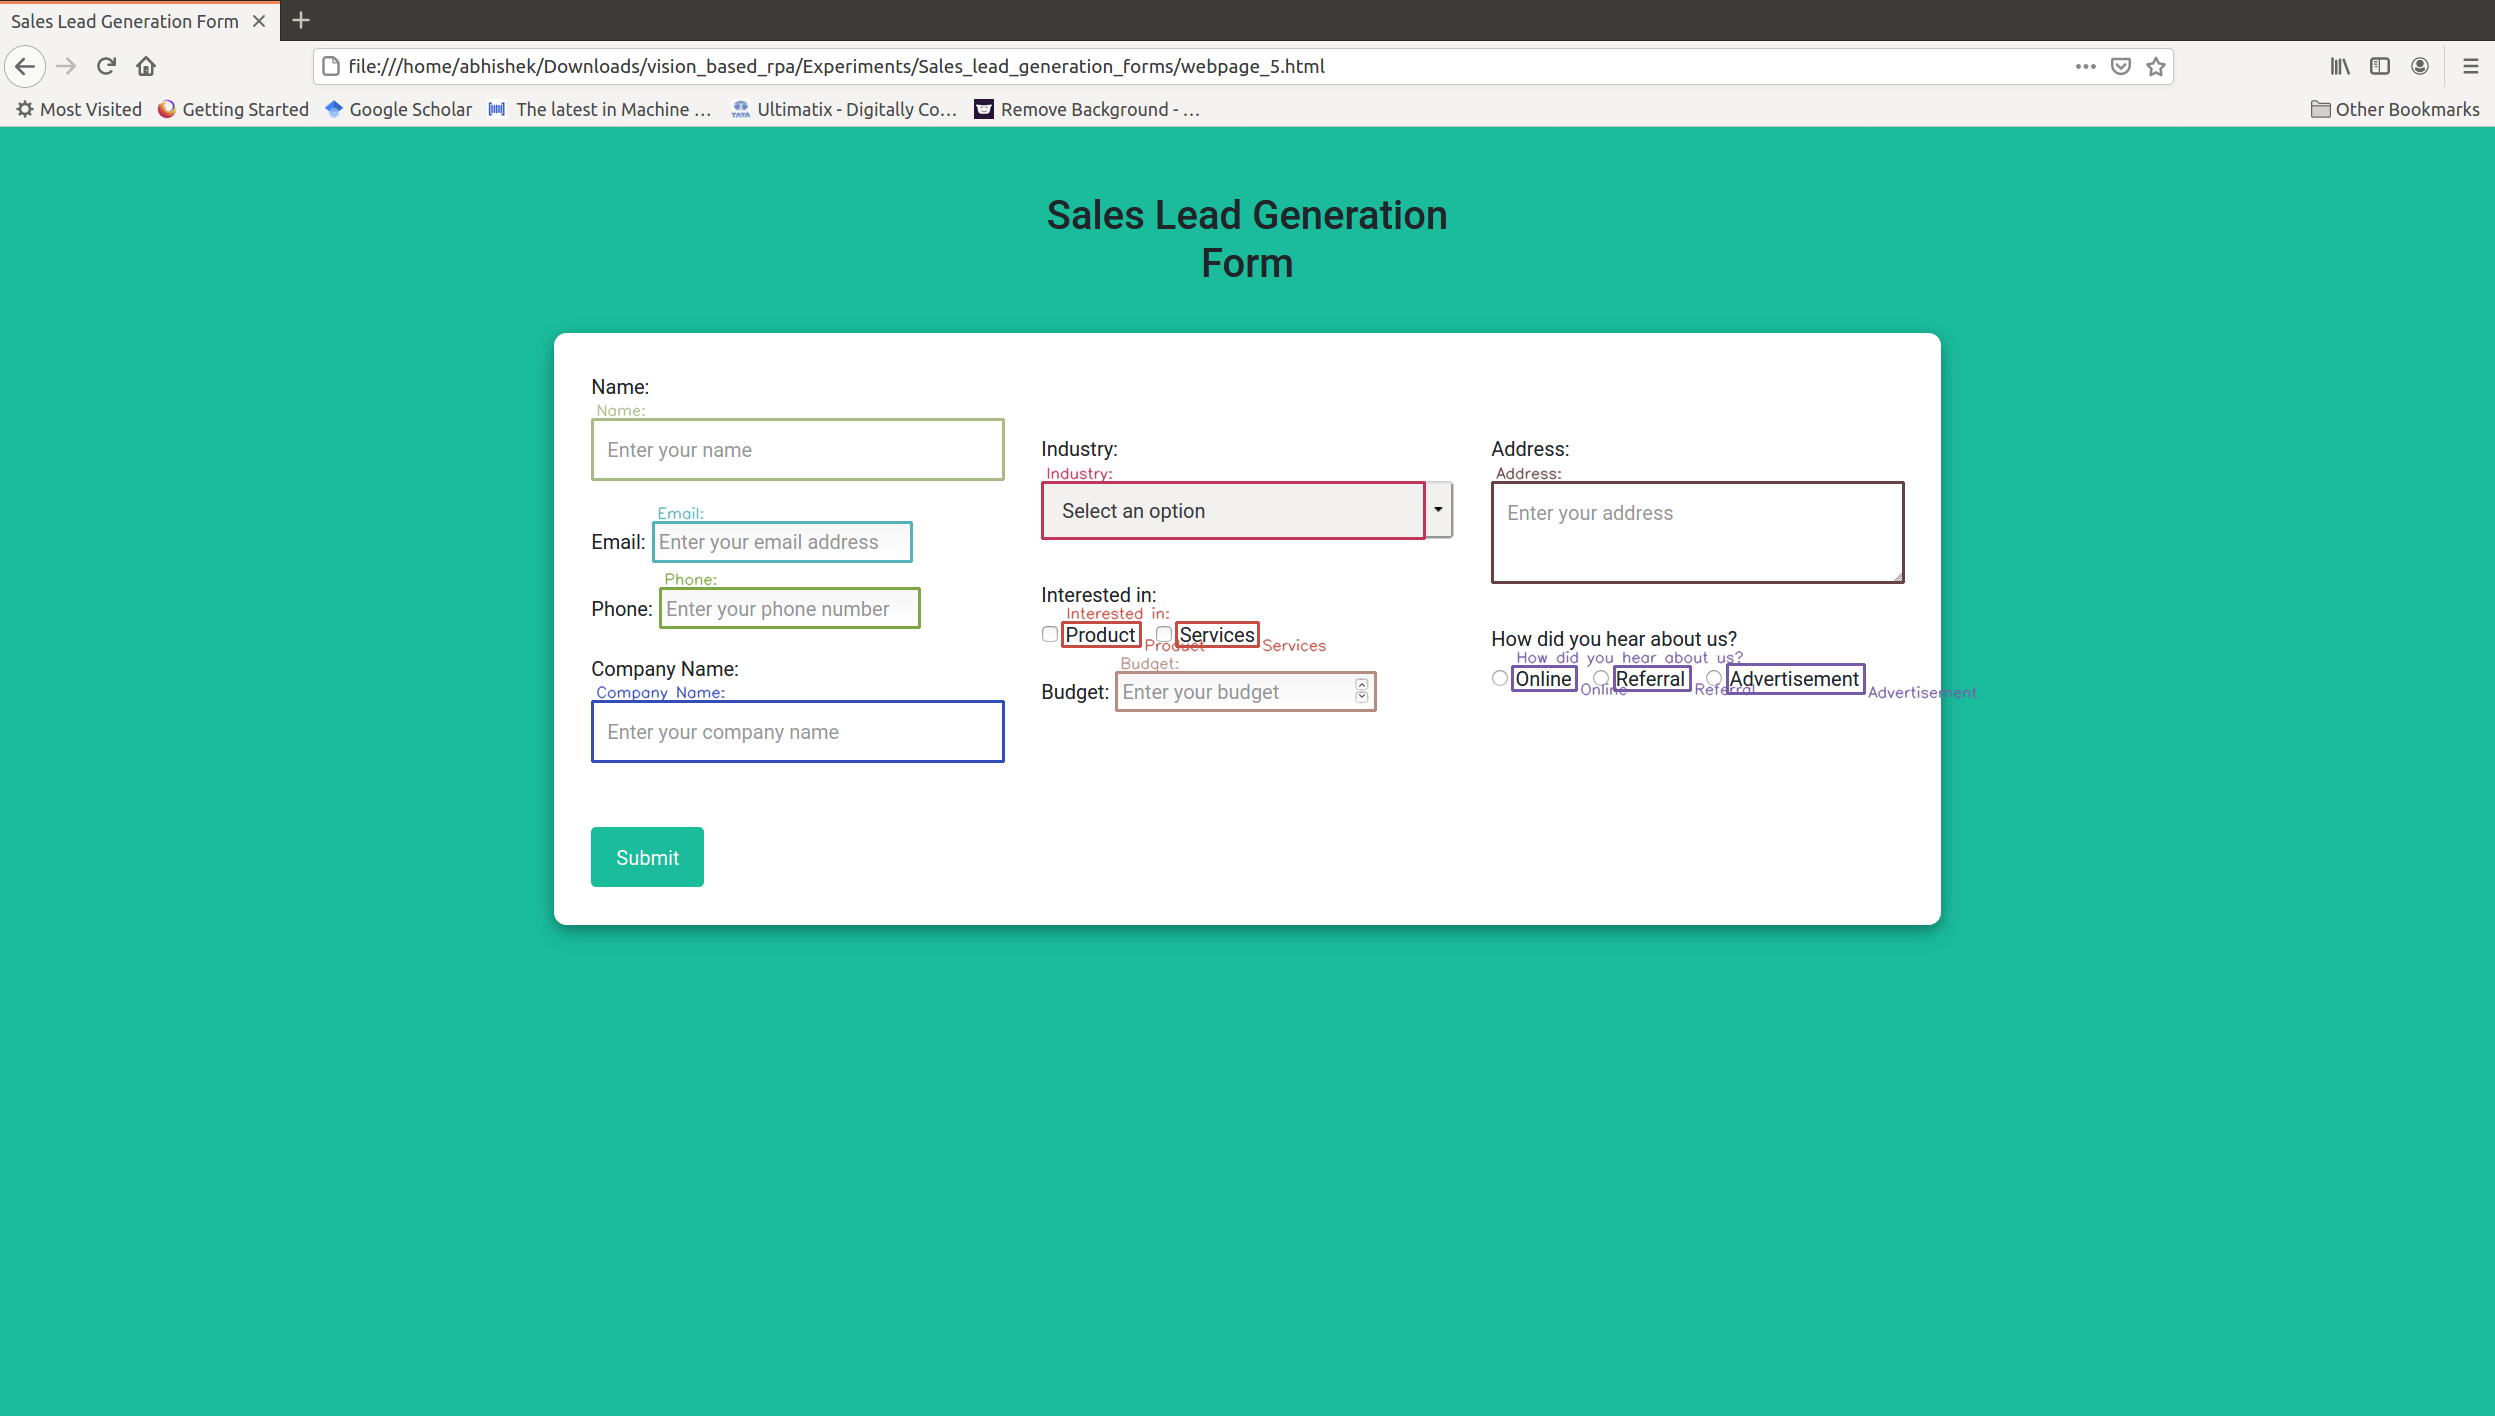 Sales Lead Generation Form
file:///home/abhishek/Downloads/vision_based_rpa/Experiments/Sales_lead_generation_forms/webpage_5.html
Most Visited Getting Started Google Scholar The latest in Machine … Ultimatix - Digitally Co… Remove Background - … Other Bookmarks
Sales Lead Generation
Form
Name:
Name:
Enter your name
Email:
Email: Enter your email address
Phone:
Phone: Enter your phone number
Company Name:
Company Name:
Enter your company name
Submit
Industry:
Industry:
Select an option
Interested in:
Interested in:
Product Services
Product Services
Budget:
Budget: Enter your budget
Address:
Address:
Enter your address
How did you hear about us?
How did you hear about us?
Online Referral Advertisement
Online Referral Advertisement